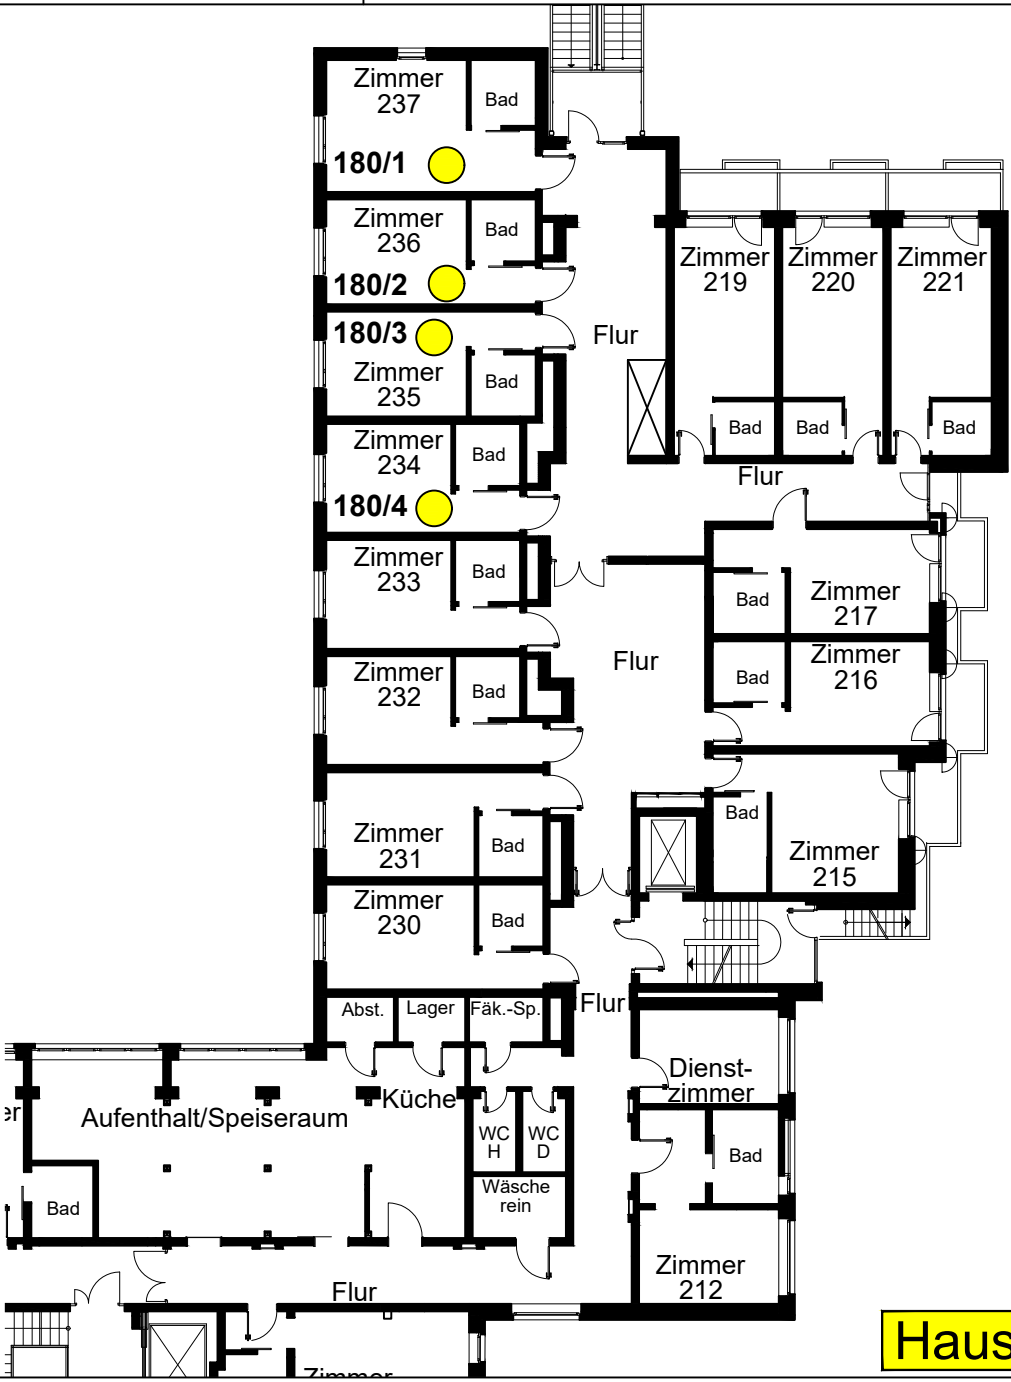 Zimmer
237
Bad
180/1
Zimmer
236
Bad
180/2
180/3
Zimmer
235
Bad
Flur
Zimmer
219
Zimmer
220
Zimmer
221
Bad
Bad
Bad
Zimmer
234
Bad
180/4
Flur
Zimmer
233
Bad
Bad
Zimmer
217
Flur
Zimmer
232
Bad
Bad
Zimmer
216
Zimmer
231
Bad
Bad
Zimmer
215
Zimmer
230
Bad
Abst.
Lager
Fäk.-Sp.
Flur
Dienst-
zimmer
Küche
er
Aufenthalt/Speiseraum
WC
H
WC
D
Bad
Wäsche
rein
Bad
Zimmer
212
Flur
Haus
Zimmer